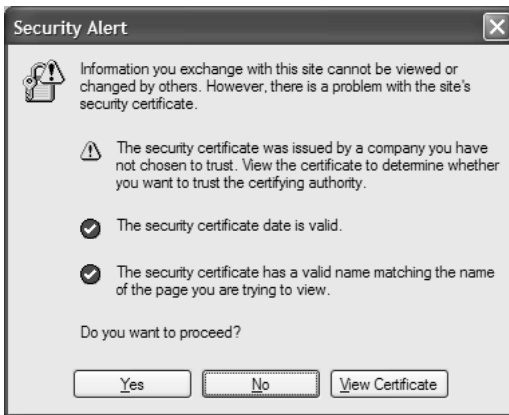 Security Alert
Information you exchange with this site cannot be viewed or
changed by others. However, there is a problem with the site's
security certificate.
The security certificate was issued by a company you have
not chosen to trust. View the certificate to determine whether
you want to trust the certifying authority.
The security certificate date is valid.
The security certificate has a valid name matching the name
of the page you are trying to view.
Do you want to proceed?
Yes No View Certificate